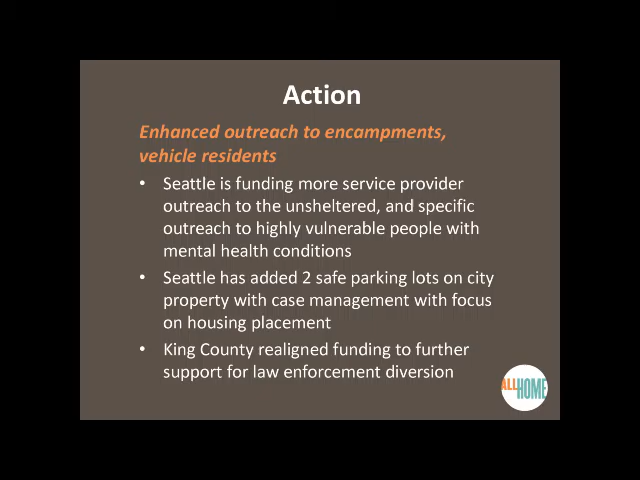 Action
Enhanced outreach to encampments,
vehicle residents
• Seattle is funding more service provider
outreach to the unsheltered, and specific
outreach to highly vulnerable people with
mental health conditions
• Seattle has added 2 safe parking lots on city
property with case management with focus
on housing placement
• King County realigned funding to further
support for law enforcement diversion
ALL HOME